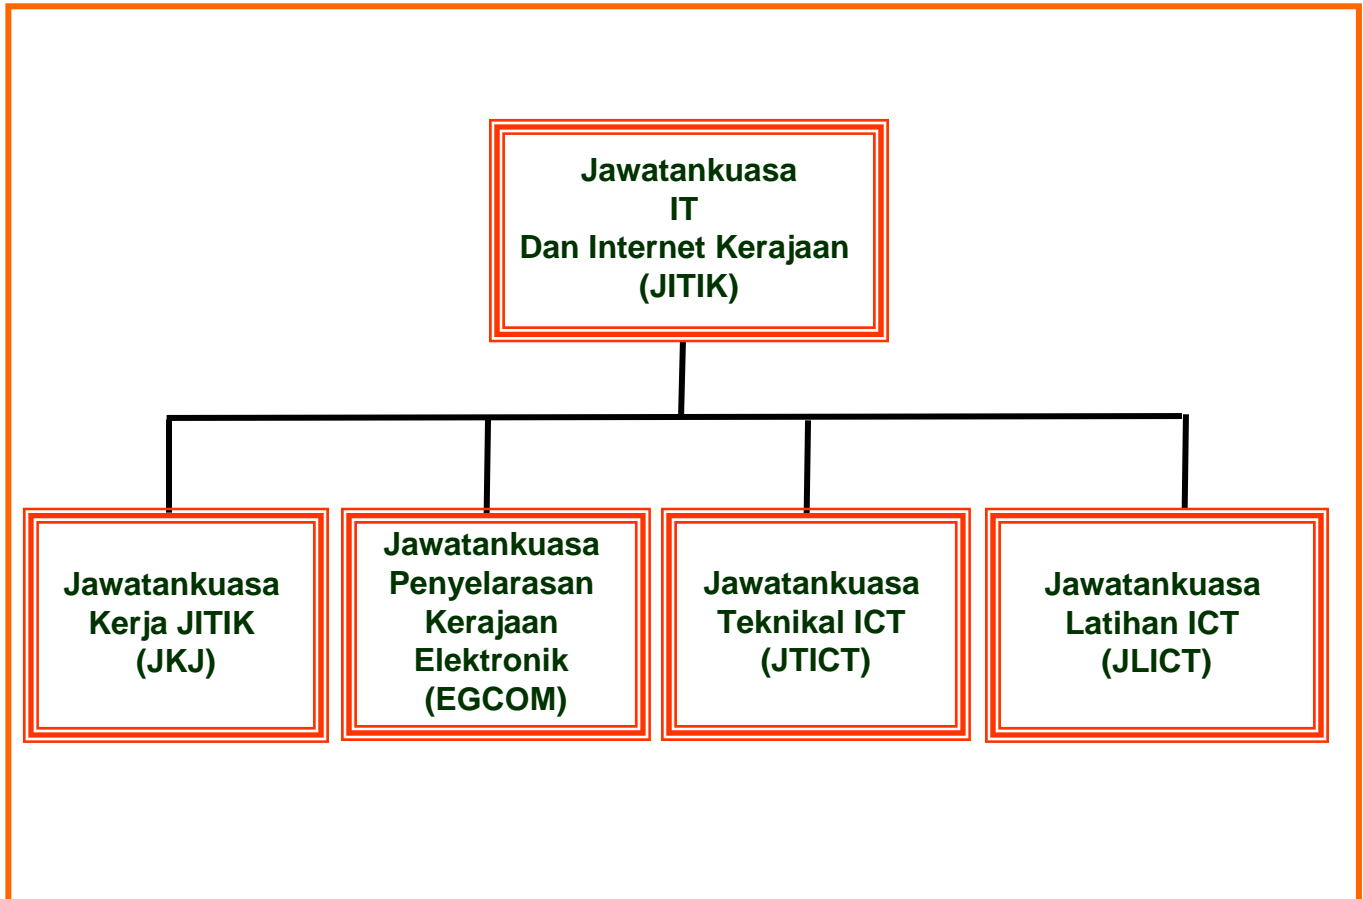 Jawatankuasa
IT
Dan Internet Kerajaan
(JITIK)
Jawatankuasa
Kerja JITIK
(JKJ)
Jawatankuasa
Penyelarasan
Kerajaan
Elektronik
(EGCOM)
Jawatankuasa
Teknikal ICT
(JTICT)
Jawatankuasa
Latihan ICT
(JLICT)